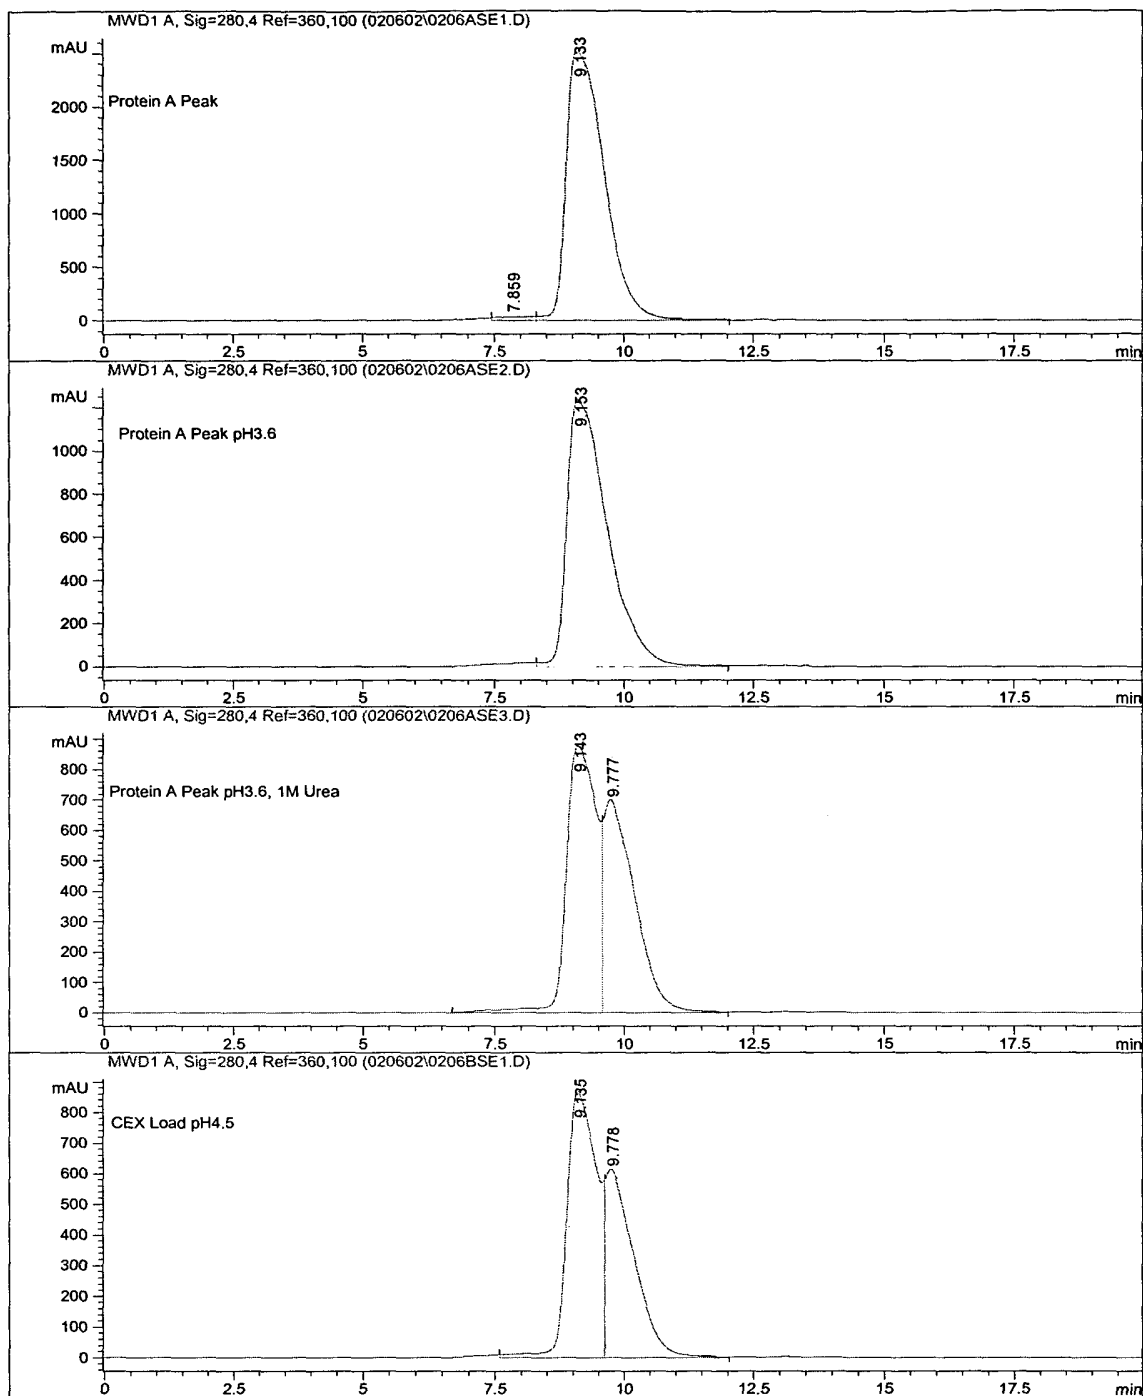 MWD1 A, Sig=280,4 Ref=360,100 (020602\0206ASE1.D)
mAU
9.133
Protein A Peak
2000
1500
1000
500
7.859
0
0 2.5 5 7.5 10 12.5 15 17.5 min
MWD1 A, Sig=280,4 Ref=360,100 (020602\0206ASE2.D)
mAU
9.153
Protein A Peak pH3.6
1000
800
600
400
200
0
0 2.5 5 7.5 10 12.5 15 17.5 min
MWD1 A, Sig=280,4 Ref=360,100 (020602\0206ASE3.D)
mAU
9.143
9.777
800
Protein A Peak pH3.6, 1M Urea
700
600
500
400
300
200
100
0
0 2.5 5 7.5 10 12.5 15 17.5 min
MWD1 A, Sig=280,4 Ref=360,100 (020602\0206BSE1.D)
mAU
9.135
9.778
800
CEX Load pH4.5
700
600
500
400
300
200
100
0
0 2.5 5 7.5 10 12.5 15 17.5 min